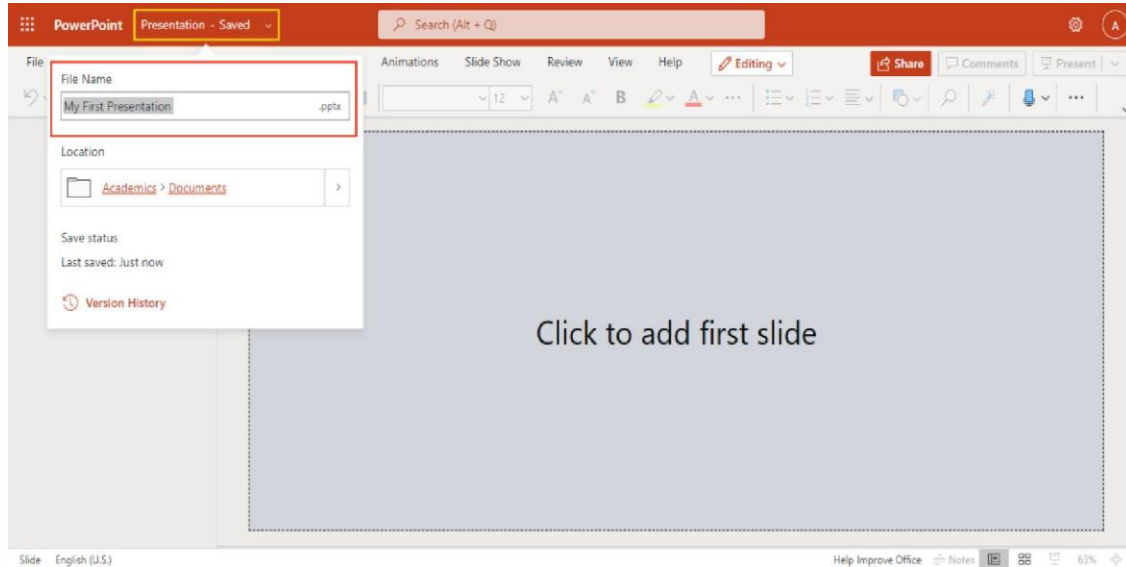 PowerPoint Presentation - Saved Search (Alt + Q) A
File Animations Slide Show Review View Help Editing Share Comments Present
12 A A B A
File Name
My First Presentation .pptx
Location
Academics > Documents
Save status
Last saved: Just now
Version History
Click to add first slide
Slide English (U.S.) Help Improve Office Notes 63%